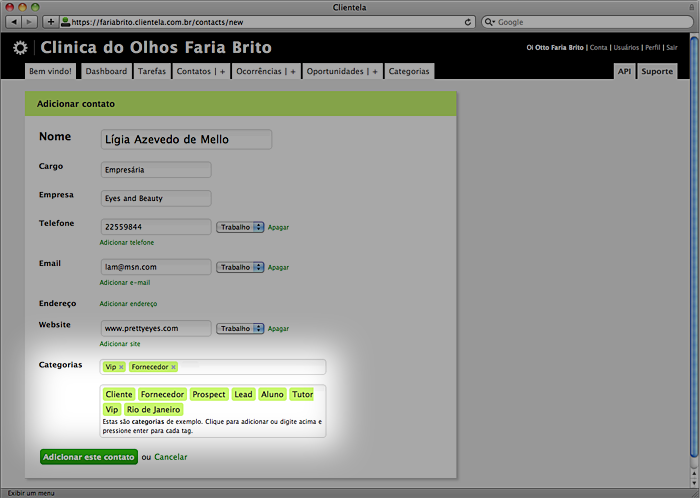 Clientela
https://fariabrito.clientela.com.br/contacts/new
Google
Clinica do Olhos Faria Brito
Oi Otto Faria Brito | Conta | Usuários | Perfil | Sair
Bem vindo! Dashboard Tarefas Contatos | + Ocorrências | + Oportunidades | + Categorias API Suporte
Adicionar contato
Nome Lígia Azevedo de Mello
Cargo Empresária
Empresa Eyes and Beauty
Telefone 22559844 Trabalho Apagar
Adicionar telefone
Email lam@msn.com Trabalho Apagar
Adicionar e-mail
Endereço Adicionar endereço
Website www.prettyeyes.com Trabalho Apagar
Adicionar site
Categorias Vip x Fornecedor x
Cliente Fornecedor Prospect Lead Aluno Tutor
Vip Rio de Janeiro
Estas são categorias de exemplo. Clique para adicionar ou digite acima e
pressione enter para cada tag.
Adicionar este contato ou Cancelar
Exibir um menu